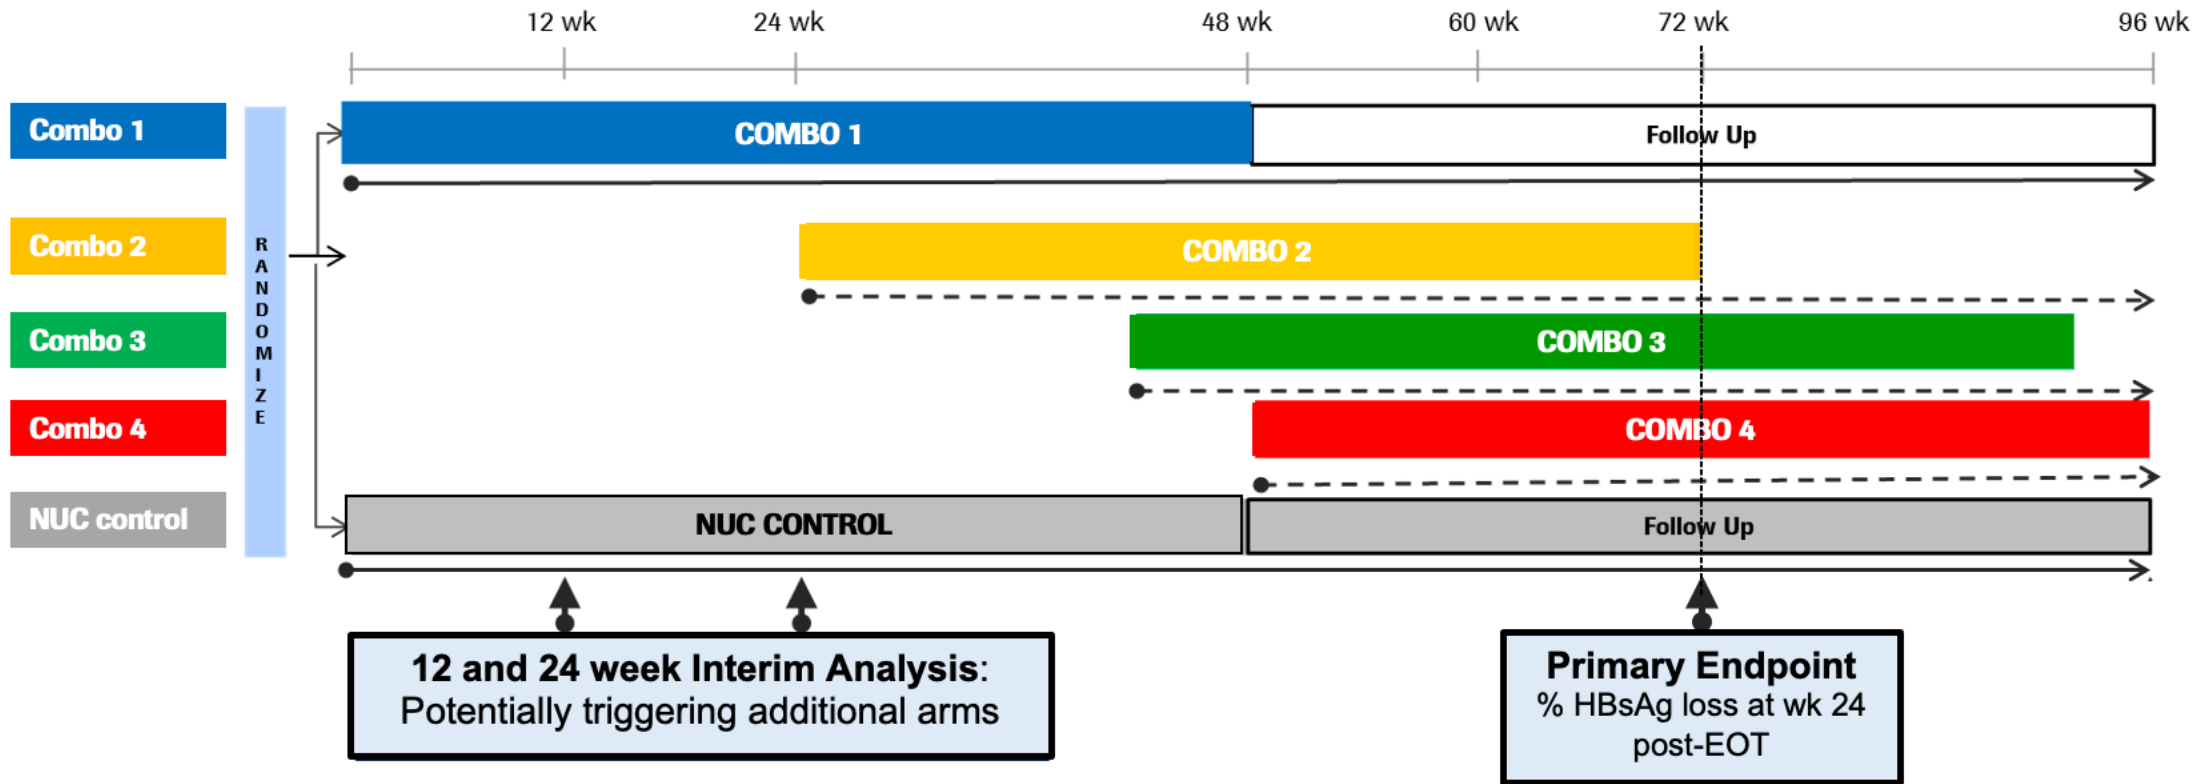 12 wk
24 wk
48 wk
60 wk
72 wk
96 wk
Combo 1
COMBO 1
Follow Up
RANDOMIZE
Combo 2
COMBO 2
Combo 3
COMBO 3
Combo 4
COMBO 4
NUC control
NUC CONTROL
Follow Up
12 and 24 week Interim Analysis:
Potentially triggering additional arms
Primary Endpoint
% HBsAg loss at wk 24
post-EOT